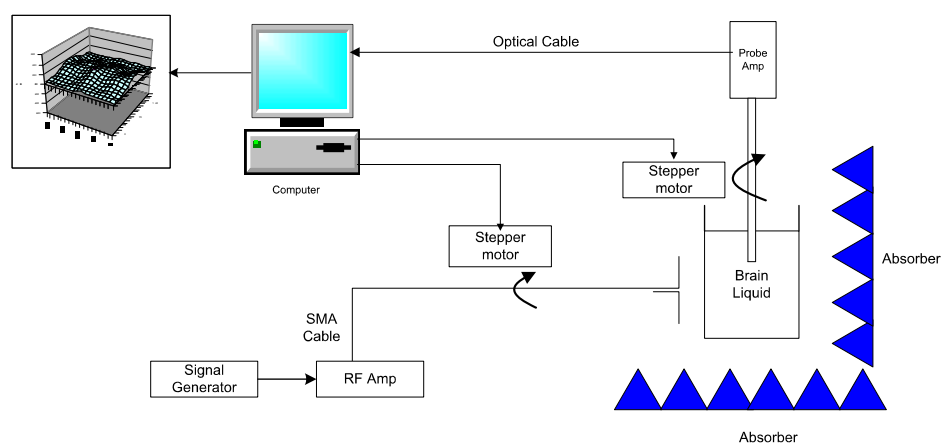 Optical Cable
Probe
Amp
Computer
Stepper
motor
Stepper
motor
Brain
Liquid
Absorber
SMA
Cable
Signal
Generator
RF Amp
Absorber